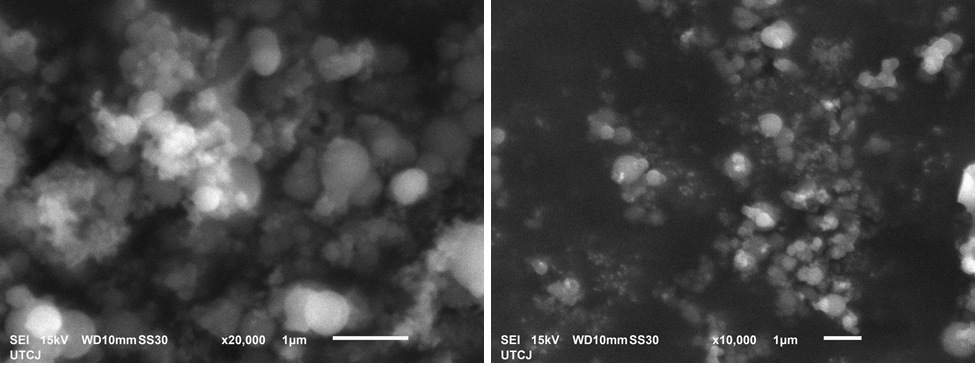 SEI 15kV WD10mm SS30 x20,000 1µm
UTCJ
SEI 15kV WD10mm SS30 x10,000 1µm
UTCJ